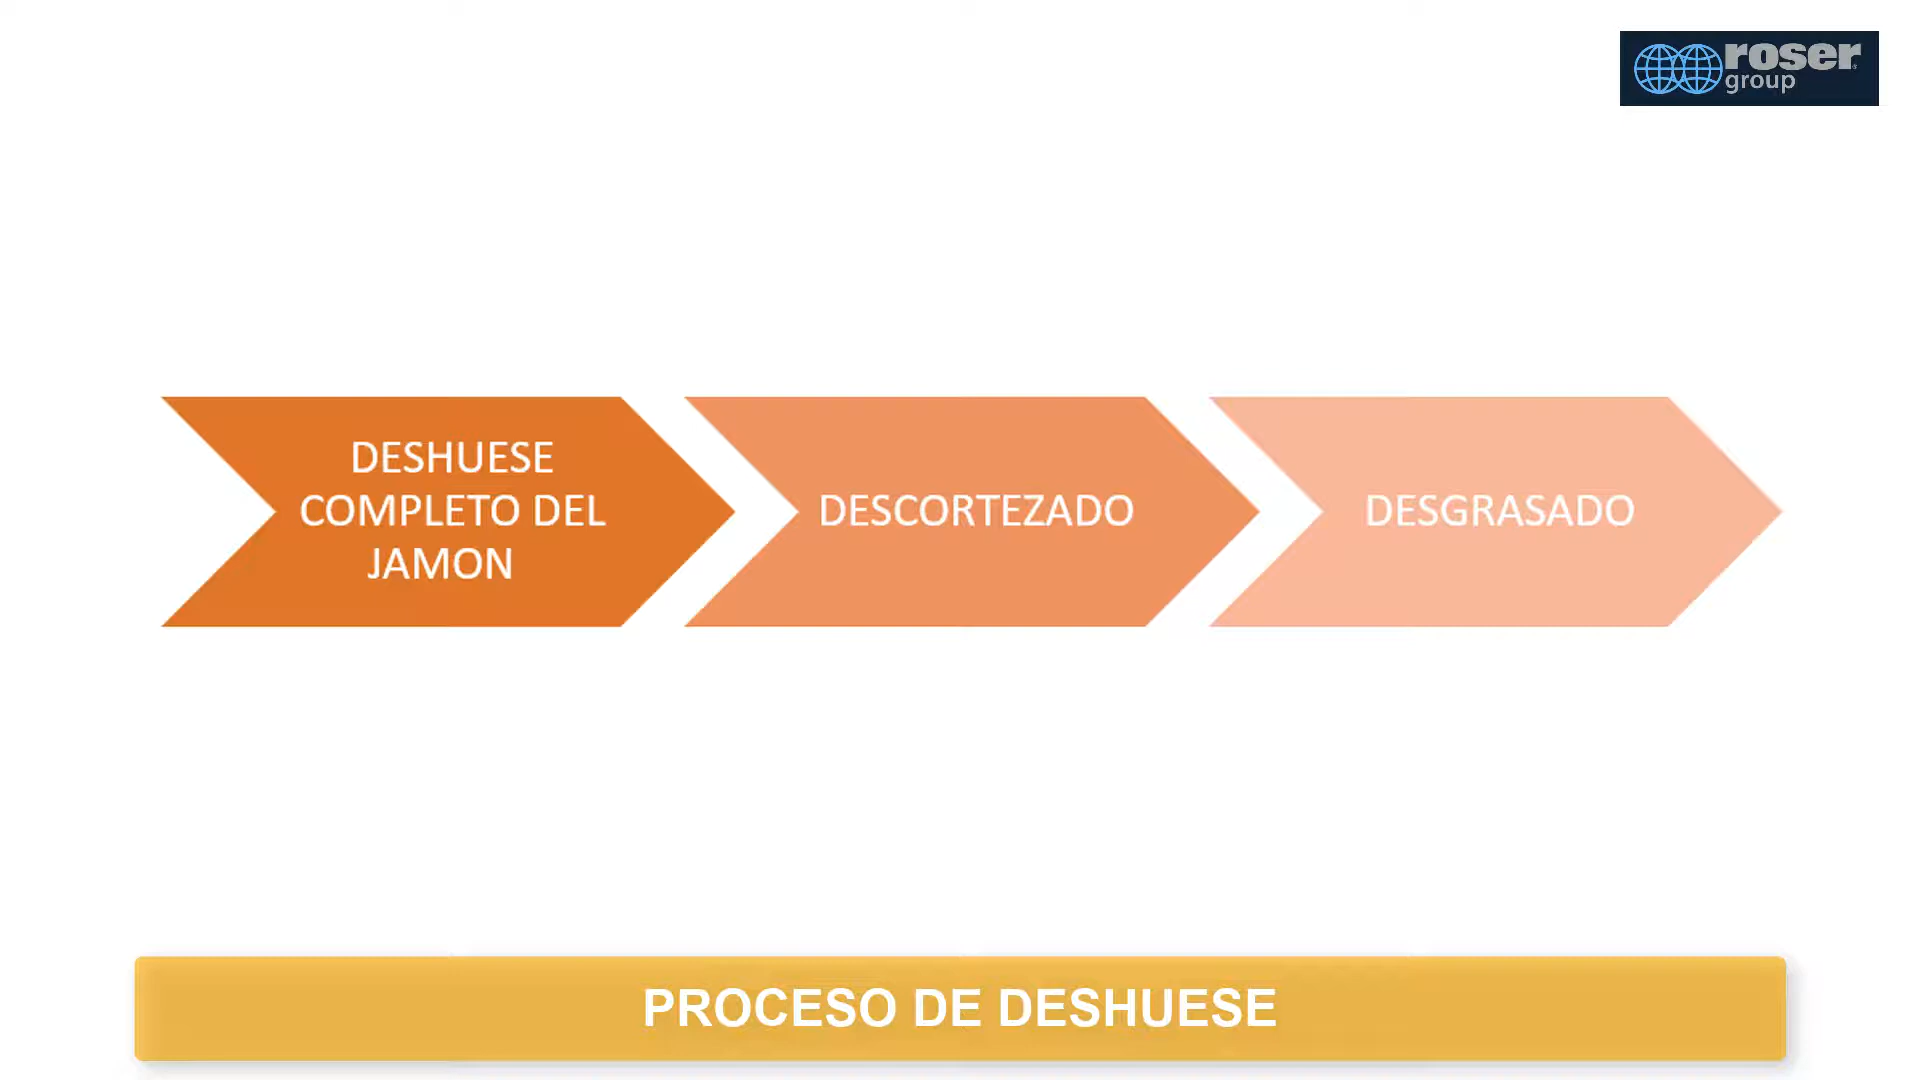 roser
group
DESHUESE
COMPLETO DEL
JAMON
DESCORTEZADO
DESGRASADO
PROCESO DE DESHUESE